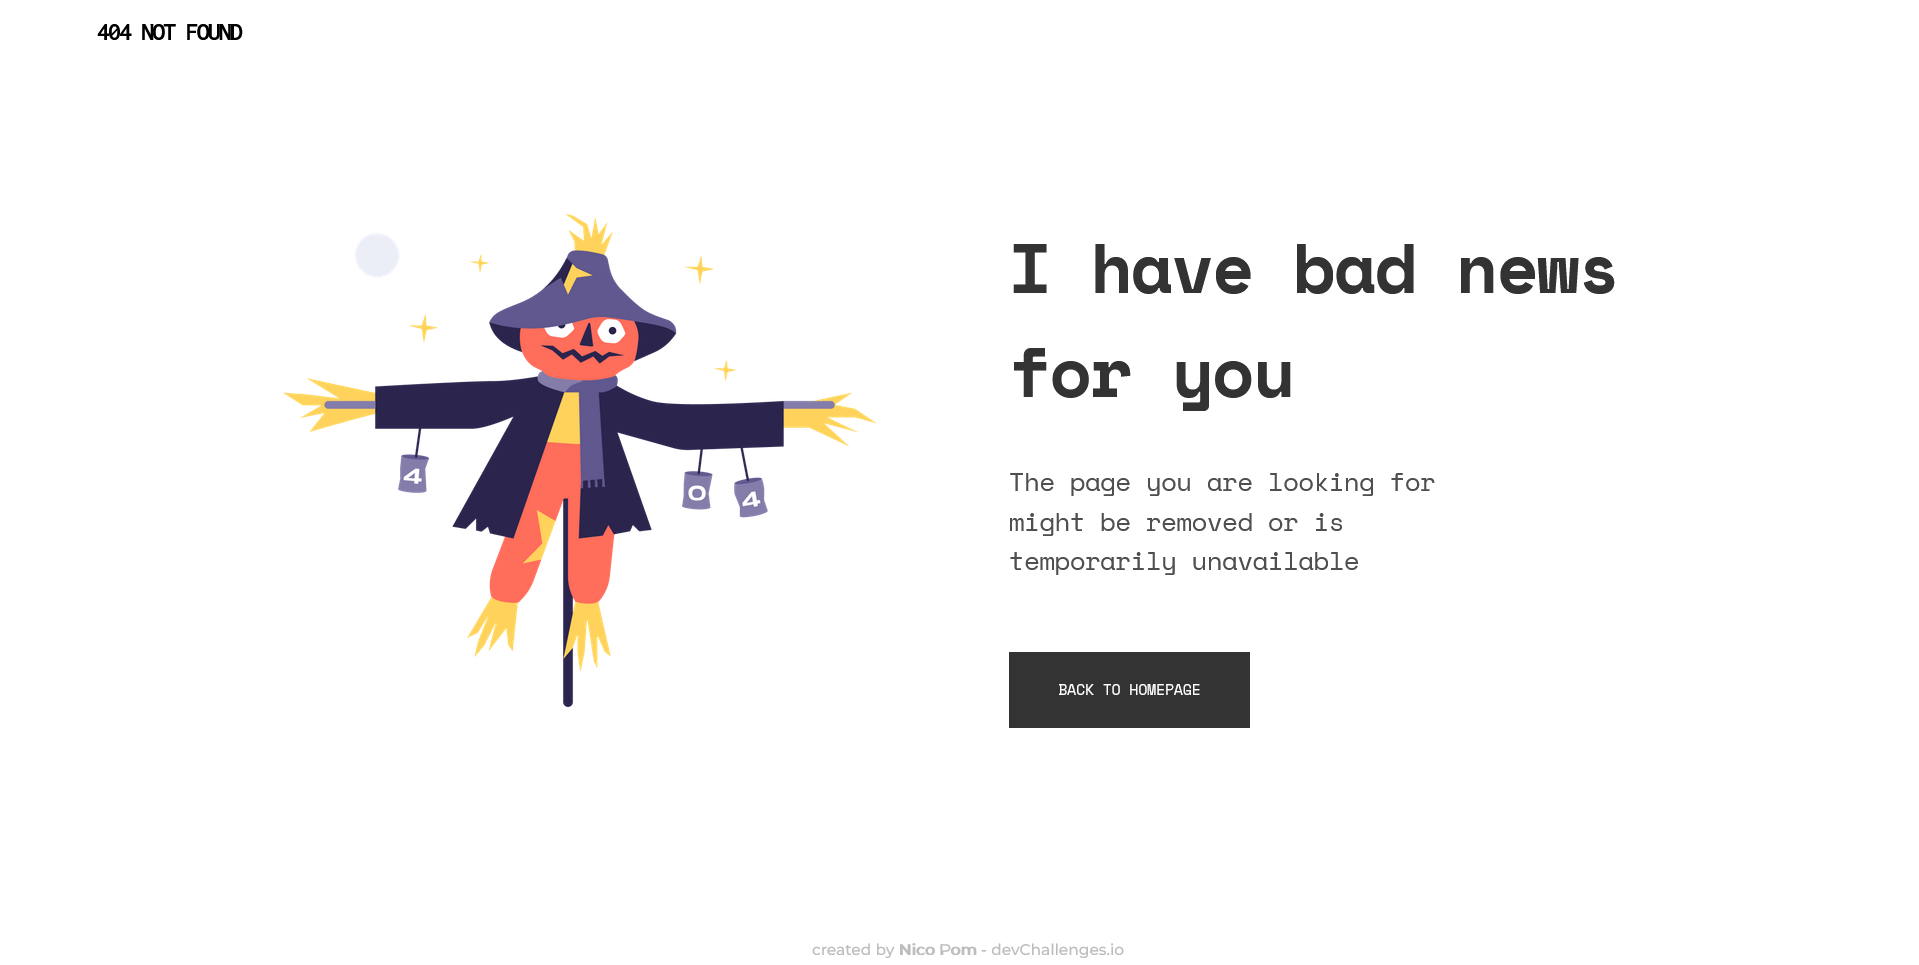 404 NOT FOUND
4
0
4
I have bad news
for you
The page you are looking for
might be removed or is
temporarily unavailable
BACK TO HOMEPAGE
created by Nico Pom - devChallenges.io